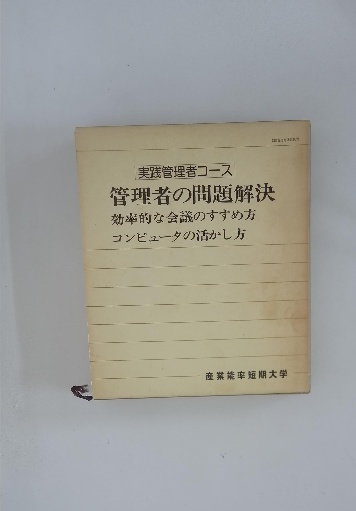 実践管理者コース
管理者の問題解決
効率的な会議のすすめ方
コンピュータの活かし方
産業能率短期大学